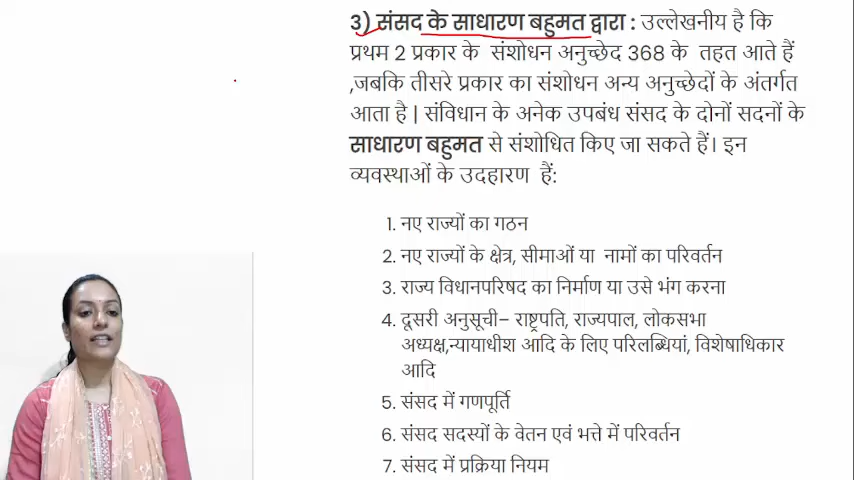 3) संसद के साधारण बहुमत द्वारा : उल्लेखनीय है कि
प्रथम 2 प्रकार के संशोधन अनुच्छेद 368 के तहत आते हैं
,जबकि तीसरे प्रकार का संशोधन अन्य अनुच्छेदों के अंतर्गत
आता है | संविधान के अनेक उपबंध संसद के दोनों सदनों के
साधारण बहुमत से संशोधित किए जा सकते हैं। इन
व्यवस्थाओं के उदहारण हैं:
1. नए राज्यों का गठन
2. नए राज्यों के क्षेत्र, सीमाओं या नामों का परिवर्तन
3. राज्य विधानपरिषद का निर्माण या उसे भंग करना
4. दूसरी अनुसूची– राष्ट्रपति, राज्यपाल, लोकसभा
अध्यक्ष,न्यायाधीश आदि के लिए परिलब्धियां, विशेषाधिकार
आदि
5. संसद में गणपूर्ति
6. संसद सदस्यों के वेतन एवं भत्ते में परिवर्तन
7. संसद में प्रक्रिया नियम